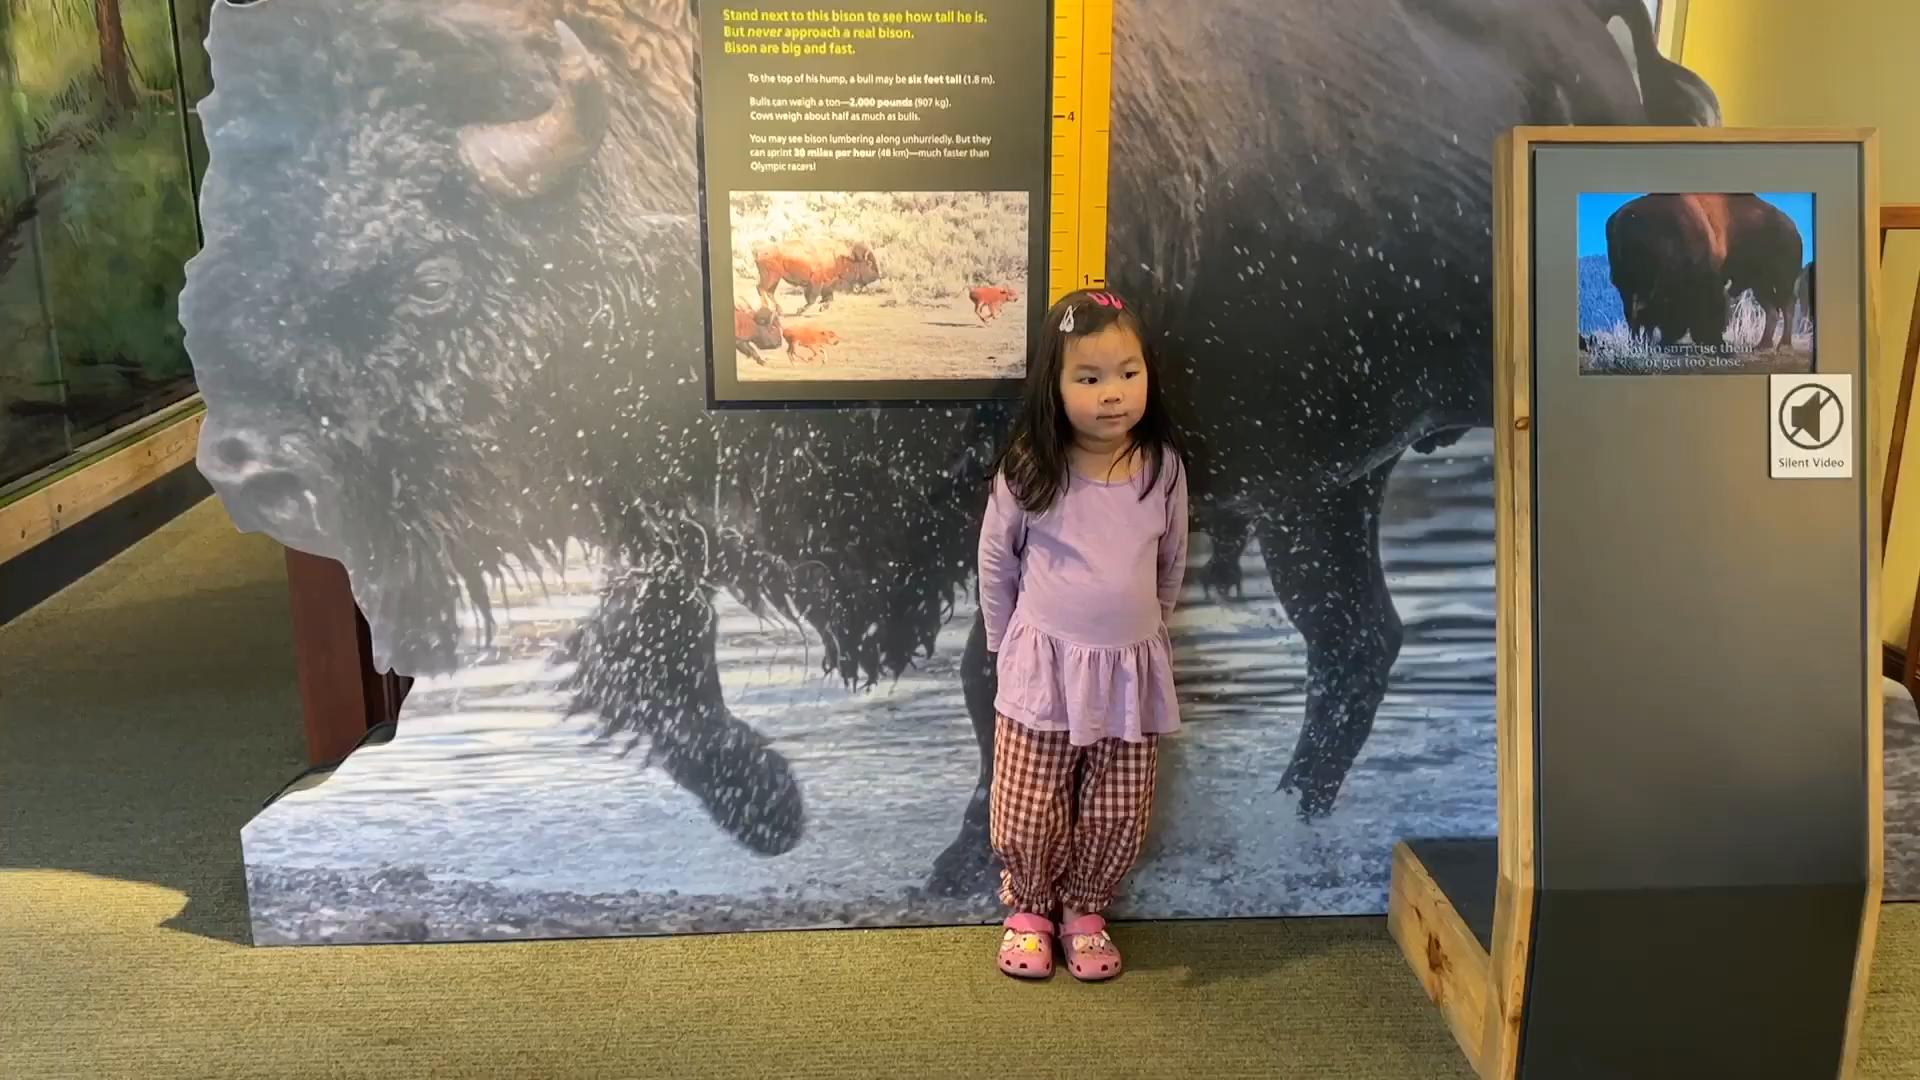 Stand next to this bison to see how tall he is.
But never approach a real bison.
Bison are big and fast.
To the top of his hump, a bull may be six feet tall (1.8 m).
Bulls can weigh a ton—2,000 pounds (907 kg).
Cows weigh about half as much as bulls.
You may see bison lumbering along unhurriedly. But they
can sprint 30 miles per hour (48 km)—much faster than
Olympic racers!
4
1
who surprise them
or get too close.
Silent Video